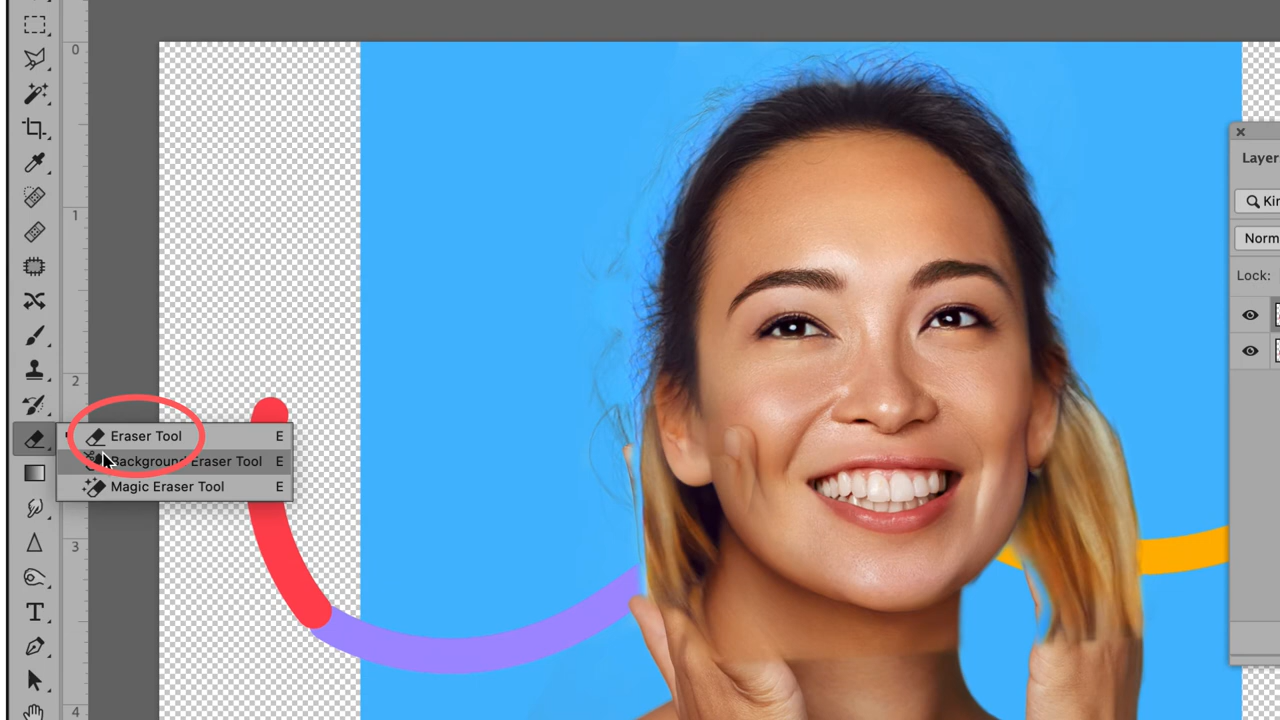 0
1
2
3
4
Eraser Tool E
Background Eraser Tool E
Magic Eraser Tool E
T
Layer
Kin
Norm
Lock: